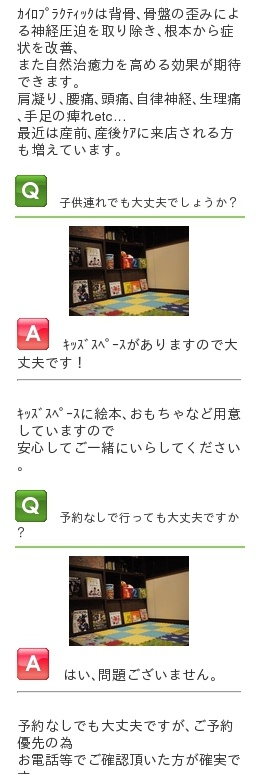 ｶｲﾛﾌﾟﾗｸﾃｨｯｸは背骨､骨盤の歪みによ
る神経圧迫を取り除き､根本から症
状を改善､
また自然治癒力を高める効果が期待
できます。
肩凝り､腰痛､頭痛､自律神経､生理痛
､手足の痺れetc…
最近は産前､産後ｹｱに来店される方
も増えています。
Q 子供連れでも大丈夫でしょうか？
A ｷｯｽﾞｽﾍﾟｰｽがありますので大
丈夫です！
ｷｯｽﾞｽﾍﾟｰｽに絵本､おもちゃなど用意
していますので
安心してご一緒にいらしてください
。
Q 予約なしで行っても大丈夫ですか
？
A はい､問題ございません。
予約なしでも大丈夫ですが､ご予約
優先の為
お電話等でご確認頂いた方が確実で